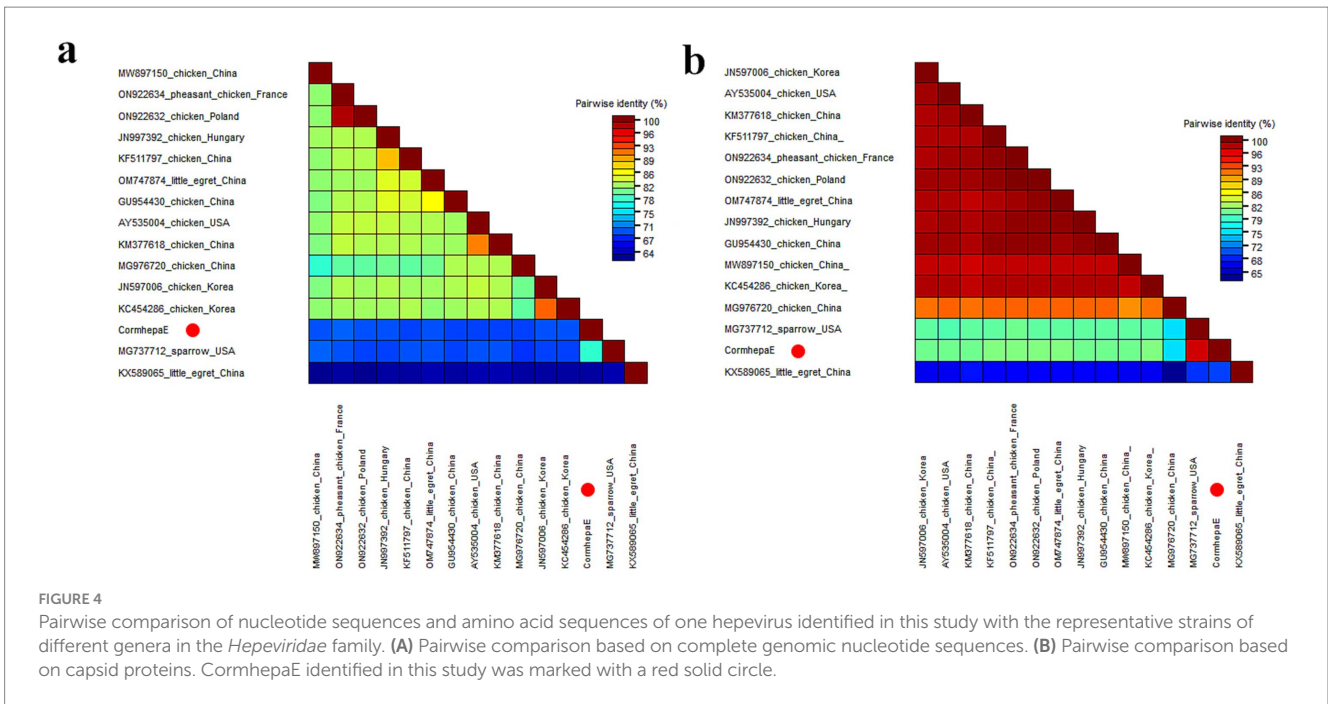 a
MW897150_chicken_China
ON922634_pheasant_chicken_France
ON922632_chicken_Poland
JN997392_chicken_Hungary
KF511797_chicken_China
OM747874_little_egret_China
GU954430_chicken_China
AY535004_chicken_USA
KM377618_chicken_China
MG976720_chicken_China
JN597006_chicken_Korea
KC454286_chicken_Korea
CormhepaE
MG737712_sparrow_USA
KX589065_little_egret_China
Pairwise identity (%)
100
96
93
89
86
82
78
75
71
67
64
MW897150_chicken_China
ON922634_pheasant_chicken_France
ON922632_chicken_Poland
JN997392_chicken_Hungary
KF511797_chicken_China
OM747874_little_egret_China
GU954430_chicken_China
AY535004_chicken_USA
KM377618_chicken_China
MG976720_chicken_China
JN597006_chicken_Korea
KC454286_chicken_Korea
CormhepaE
MG737712_sparrow_USA
KX589065_little_egret_China
b
JN597006_chicken_Korea
AY535004_chicken_USA
KM377618_chicken_China
KF511797_chicken_China_
ON922634_pheasant_chicken_France
ON922632_chicken_Poland
OM747874_little_egret_China
JN997392_chicken_Hungary
GU954430_chicken_China
MW897150_chicken_China_
KC454286_chicken_Korea_
MG976720_chicken_China
MG737712_sparrow_USA
CormhepaE
KX589065_little_egret_China
Pairwise identity (%)
100
96
93
89
86
82
79
75
72
68
65
JN597006_chicken_Korea
AY535004_chicken_USA
KM377618_chicken_China
KF511797_chicken_China_
ON922634_pheasant_chicken_France
ON922632_chicken_Poland
OM747874_little_egret_China
JN997392_chicken_Hungary
GU954430_chicken_China
MW897150_chicken_China_
KC454286_chicken_Korea_
MG976720_chicken_China
MG737712_sparrow_USA
CormhepaE
KX589065_little_egret_China
FIGURE 4
Pairwise comparison of nucleotide sequences and amino acid sequences of one hepevirus identified in this study with the representative strains of
different genera in the Hepeviridae family. (A) Pairwise comparison based on complete genomic nucleotide sequences. (B) Pairwise comparison based
on capsid proteins. CormhepaE identified in this study was marked with a red solid circle.